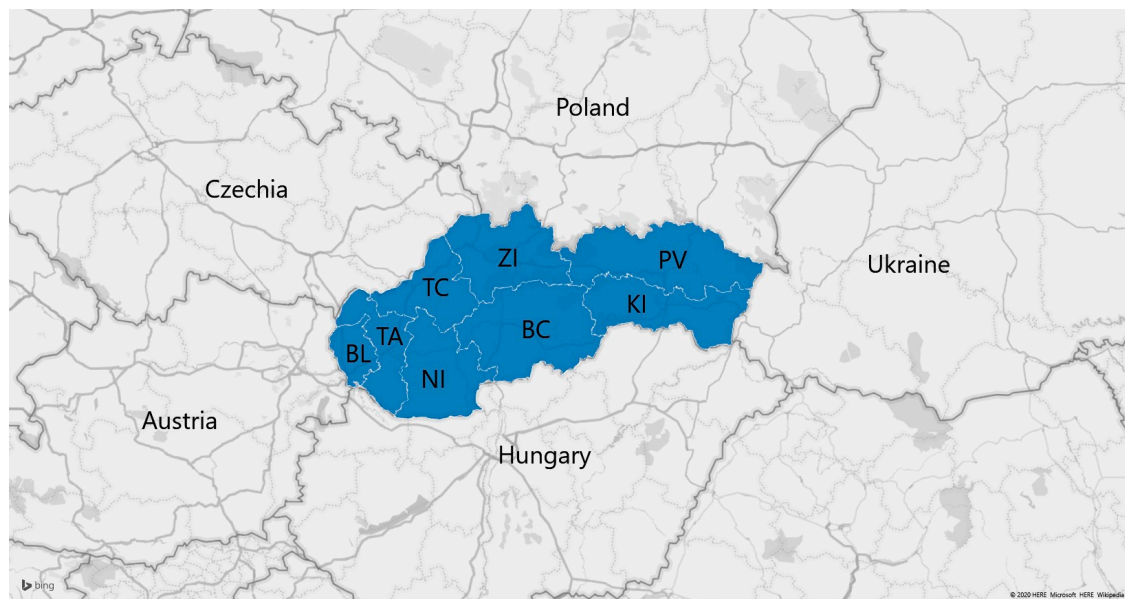 Poland
Czechia
ZI
PV
Ukraine
TC
KI
BC
TA
BL
NI
Austria
Hungary
bing
© 2020 HERE Microsoft HERE Wikipedia